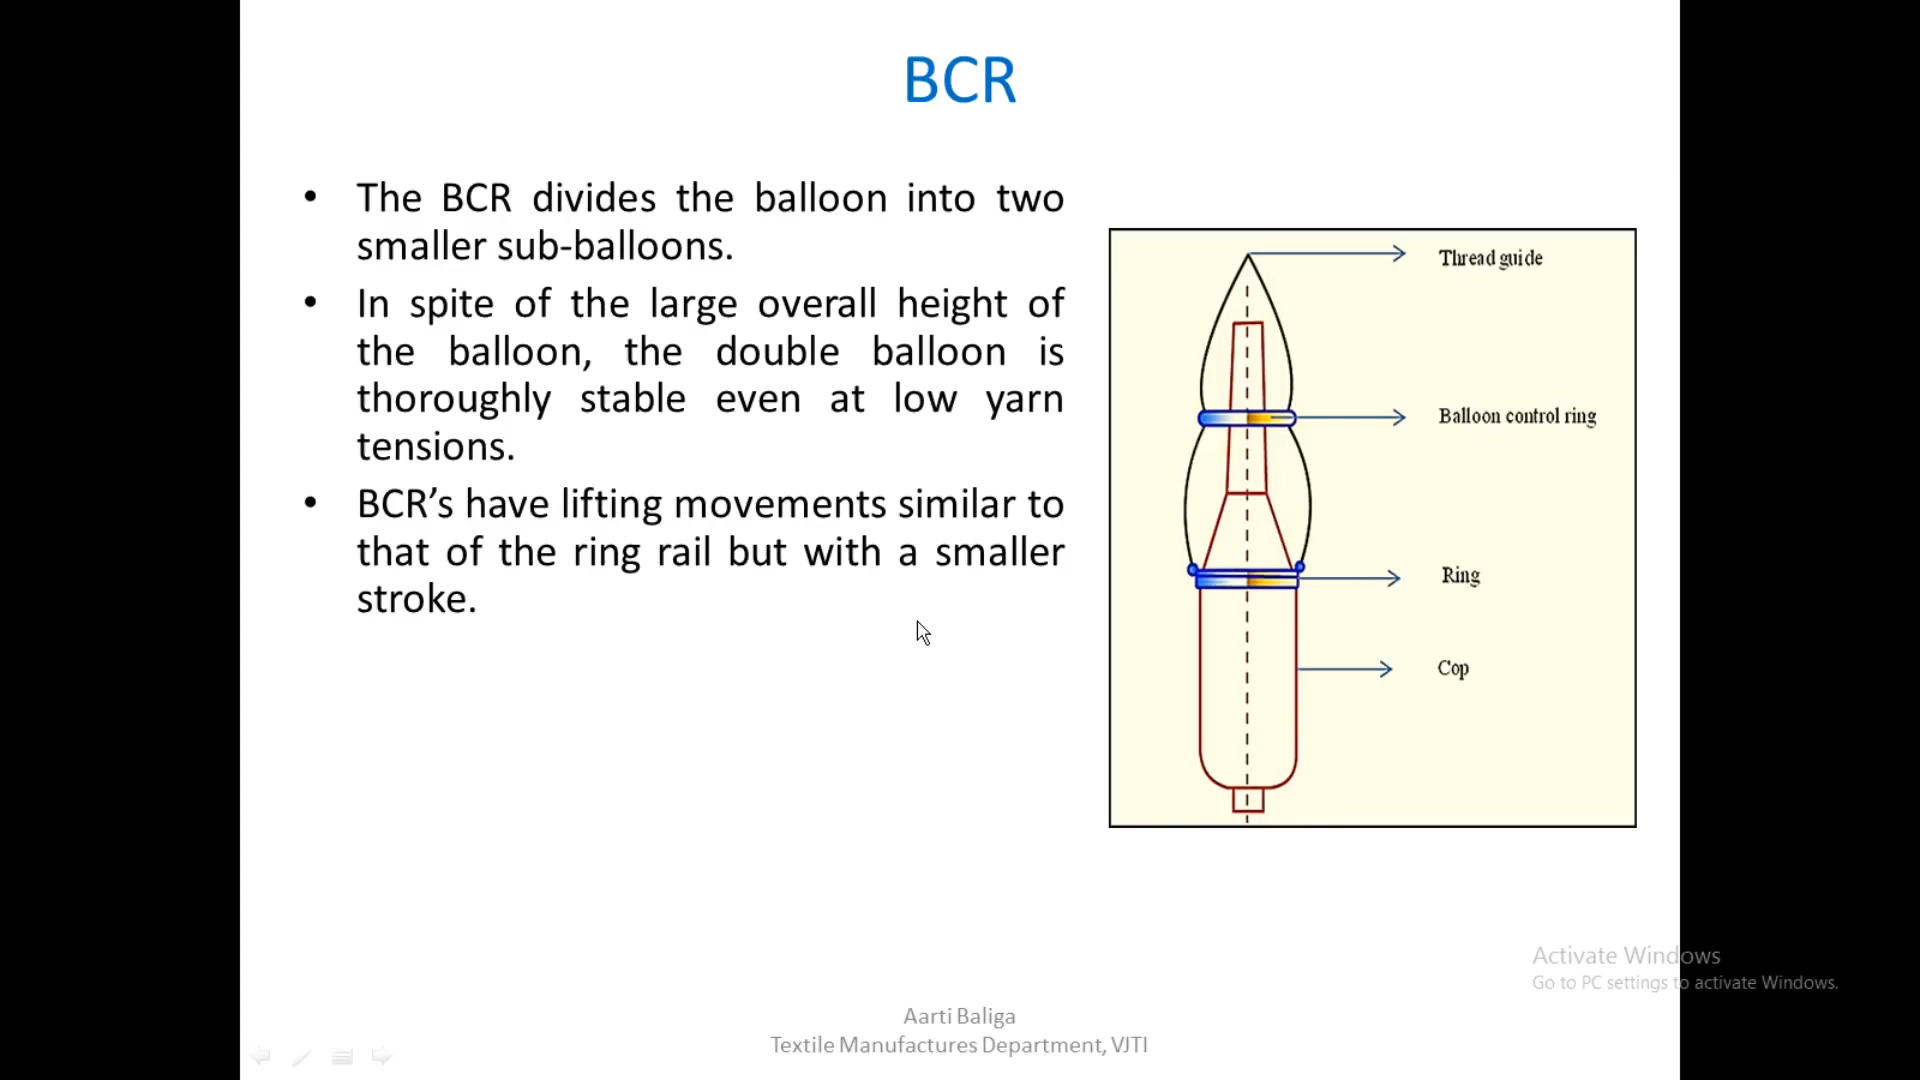 BCR
• The BCR divides the balloon into two
smaller sub-balloons.
• In spite of the large overall height of
the balloon, the double balloon is
thoroughly stable even at low yarn
tensions.
• BCR’s have lifting movements similar to
that of the ring rail but with a smaller
stroke.
Thread guide
Balloon control ring
Ring
Cop
Activate Windows
Go to PC settings to activate Windows.
Aarti Baliga
Textile Manufactures Department, VJTI